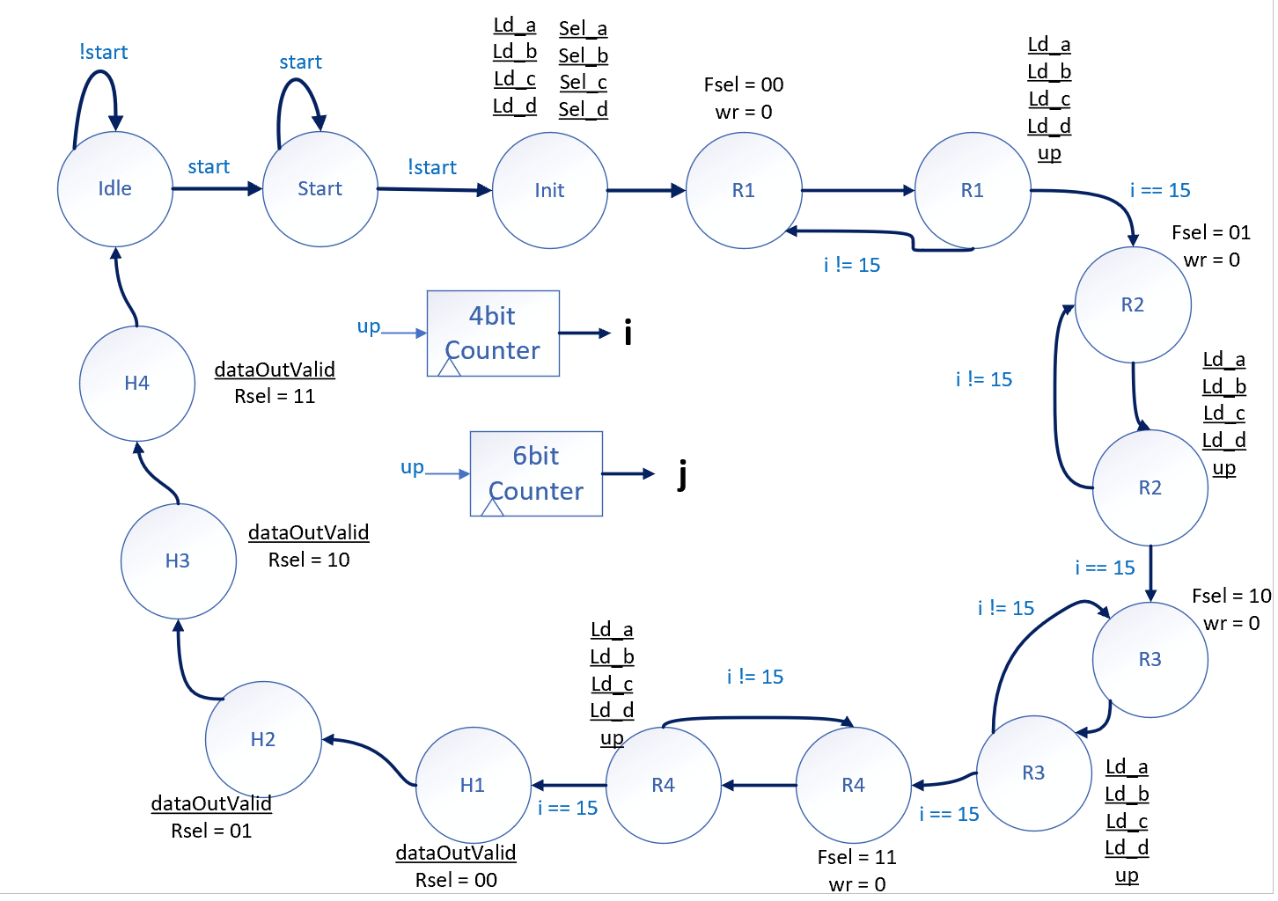 !start
start
Ld_a Sel_a
Ld_b Sel_b
Ld_c Sel_c
Ld_d Sel_d
Fsel = 00
wr = 0
Ld_a
Ld_b
Ld_c
Ld_d
up
Idle
start
Start
!start
Init
R1
R1
i == 15
i != 15
Fsel = 01
wr = 0
R2
up
4bit
Counter
i
i != 15
Ld_a
Ld_b
Ld_c
Ld_d
up
H4
dataOutValid
Rsel = 11
up
6bit
Counter
j
R2
i == 15
H3
dataOutValid
Rsel = 10
i != 15
Fsel = 10
wr = 0
R3
Ld_a
Ld_b
Ld_c
Ld_d
up
i != 15
R3
Ld_a
Ld_b
Ld_c
Ld_d
up
H2
dataOutValid
Rsel = 01
H1
i == 15
R4
R4
i == 15
dataOutValid
Rsel = 00
Fsel = 11
wr = 0